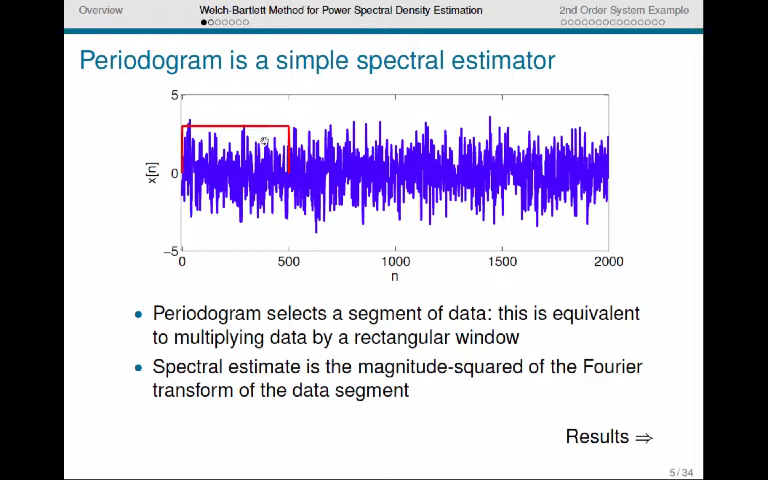 Overview
Welch-Bartlett Method for Power Spectral Density Estimation
2nd Order System Example
Periodogram is a simple spectral estimator
5
0
−5
x[n]
0 500 1000 1500 2000
n
• Periodogram selects a segment of data: this is equivalent
to multiplying data by a rectangular window
• Spectral estimate is the magnitude-squared of the Fourier
transform of the data segment
Results ⇒
5 / 34